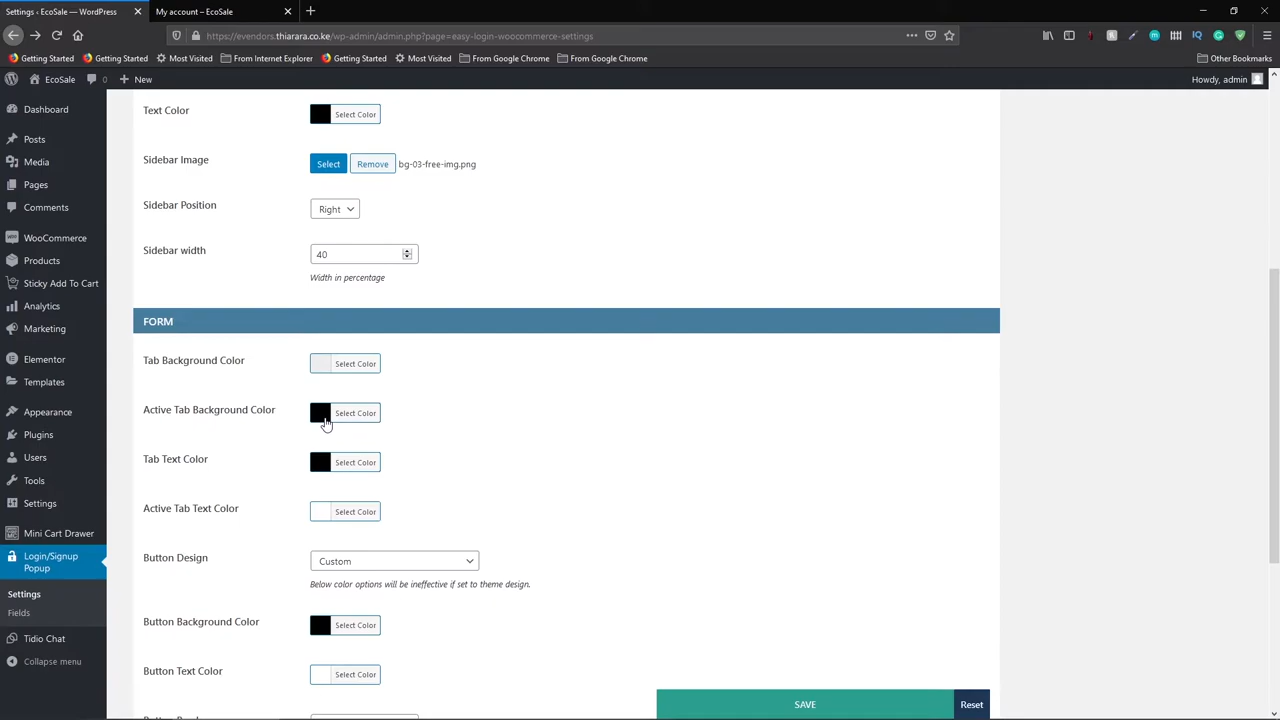 Settings ‹ EcoSale — WordPress
My account – EcoSale
https://evendors.thiarara.co.ke/wp-admin/admin.php?page=easy-login-woocommerce-settings
Getting Started
Getting Started
Most Visited
From Internet Explorer
Getting Started
Most Visited
From Google Chrome
From Google Chrome
Other Bookmarks
EcoSale
0
New
Howdy, admin
Dashboard
Posts
Media
Pages
Comments
WooCommerce
Products
Sticky Add To Cart
Analytics
Marketing
Elementor
Templates
Appearance
Plugins
Users
Tools
Settings
Mini Cart Drawer
Login/Signup
Popup
Settings
Fields
Tidio Chat
Collapse menu
Text Color
Select Color
Sidebar Image
Select
Remove
bg-03-free-img.png
Sidebar Position
Right
Sidebar width
40
Width in percentage
FORM
Tab Background Color
Select Color
Active Tab Background Color
Select Color
Tab Text Color
Select Color
Active Tab Text Color
Select Color
Button Design
Custom
Below color options will be ineffective if set to theme design.
Button Background Color
Select Color
Button Text Color
Select Color
SAVE
Reset